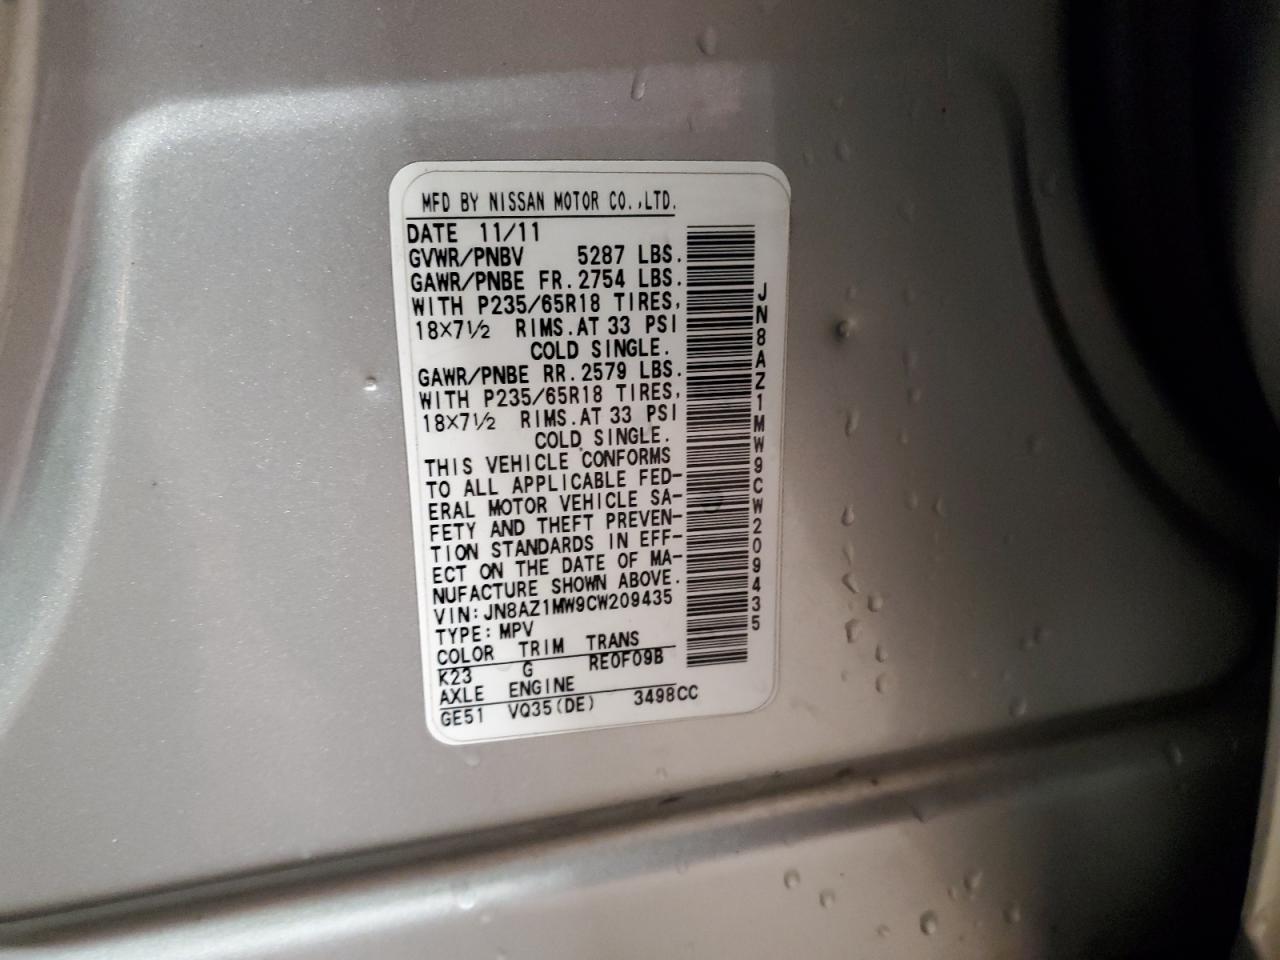 MFD BY NISSAN MOTOR CO.,LTD.
DATE 11/11
GVWR/PNBV 5287 LBS.
GAWR/PNBE FR. 2754 LBS.
WITH P235/65R18 TIRES,
18×7½ RIMS. AT 33 PSI
COLD SINGLE.
GAWR/PNBE RR. 2579 LBS.
WITH P235/65R18 TIRES,
18×7½ RIMS. AT 33 PSI
COLD SINGLE.
THIS VEHICLE CONFORMS
TO ALL APPLICABLE FED-
ERAL MOTOR VEHICLE SA-
FETY AND THEFT PREVEN-
TION STANDARDS IN EFF-
ECT ON THE DATE OF MA-
NUFACTURE SHOWN ABOVE.
VIN: JN8AZ1MW9CW209435
TYPE: MPV
COLOR TRIM TRANS
K23 G RE0F09B
AXLE ENGINE
GE51 VQ35(DE) 3498CC
JN8AZ1MW9CW209435